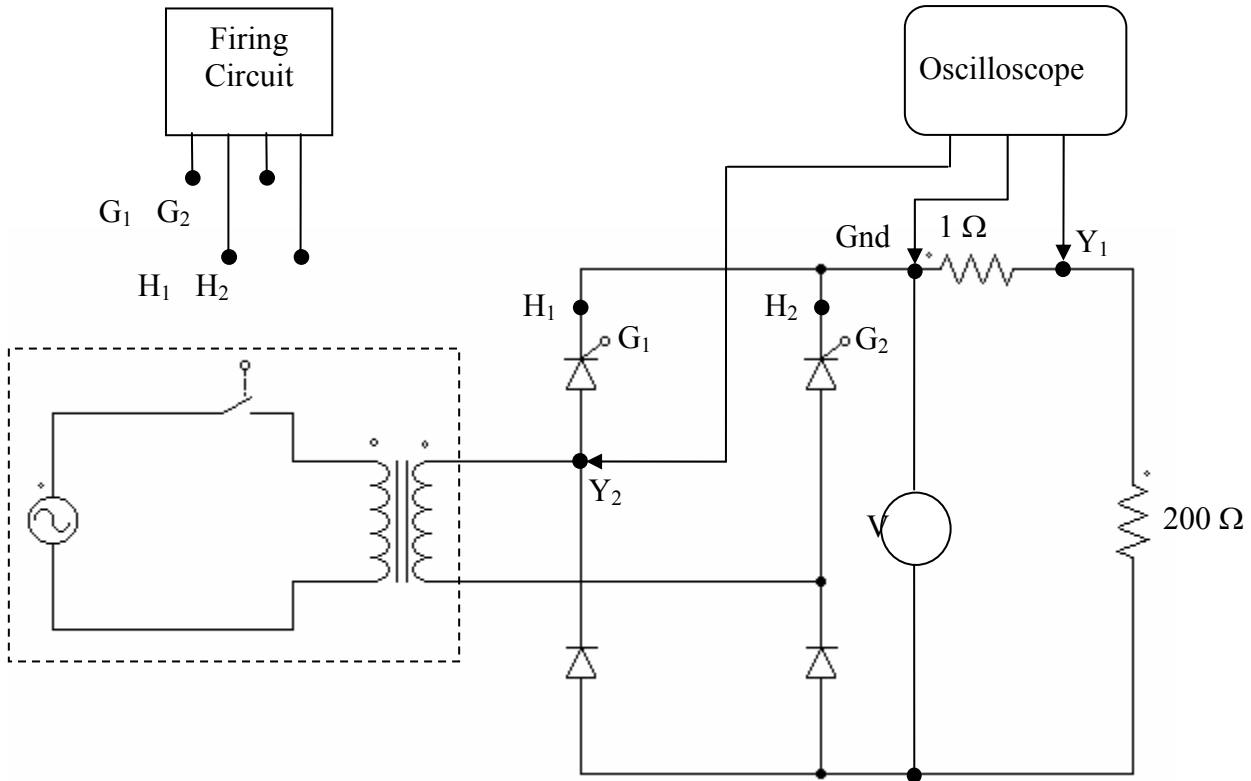 Firing
Circuit
Oscilloscope
G₁ G₂
H₁ H₂
Gnd
1 Ω
Y₁
H₁
G₁
H₂
G₂
Y₂
V
200 Ω